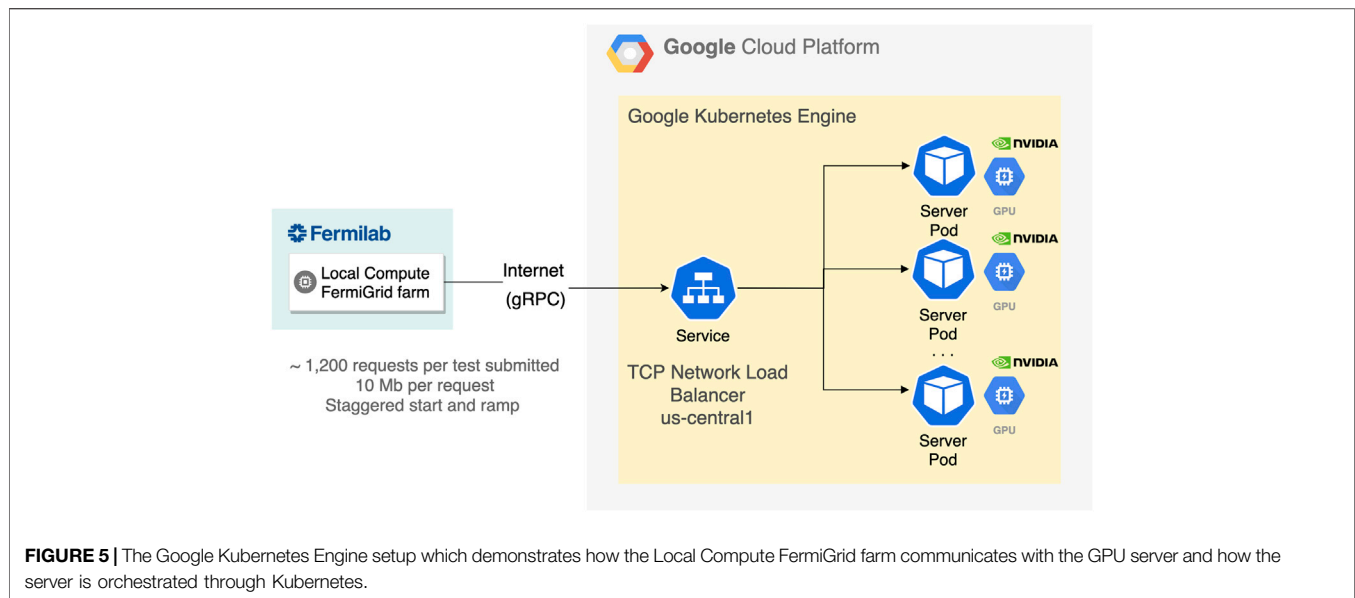 Google Cloud Platform
Google Kubernetes Engine
NVIDIA
GPU
Server
Pod
NVIDIA
GPU
Server
Pod
. . .
NVIDIA
GPU
Server
Pod
Fermilab
Local Compute
FermiGrid farm
Internet
(gRPC)
Service
TCP Network Load
Balancer
us-central1
~ 1,200 requests per test submitted
10 Mb per request
Staggered start and ramp
FIGURE 5 | The Google Kubernetes Engine setup which demonstrates how the Local Compute FermiGrid farm communicates with the GPU server and how the
server is orchestrated through Kubernetes.